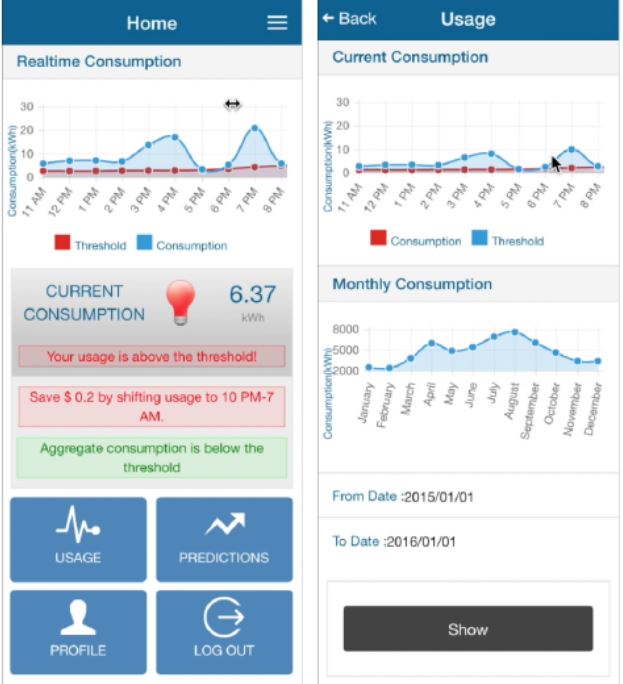 Home
Realtime Consumption
Consumption(kWh)
30
20
10
0
11 AM
12 PM
1 PM
2 PM
3 PM
4 PM
5 PM
6 PM
7 PM
8 PM
Threshold
Consumption
CURRENT
CONSUMPTION
6.37
kWh
Your usage is above the threshold!
Save $ 0.2 by shifting usage to 10 PM-7
AM.
Aggregate consumption is below the
threshold
USAGE
PREDICTIONS
PROFILE
LOG OUT
Back
Usage
Current Consumption
Consumption(kWh)
30
20
10
0
11 AM
12 PM
1 PM
2 PM
3 PM
4 PM
5 PM
6 PM
7 PM
8 PM
Consumption
Threshold
Monthly Consumption
Consumption(kWh)
8000
5000
2000
January
February
March
April
May
June
July
August
September
October
November
December
From Date :2015/01/01
To Date :2016/01/01
Show